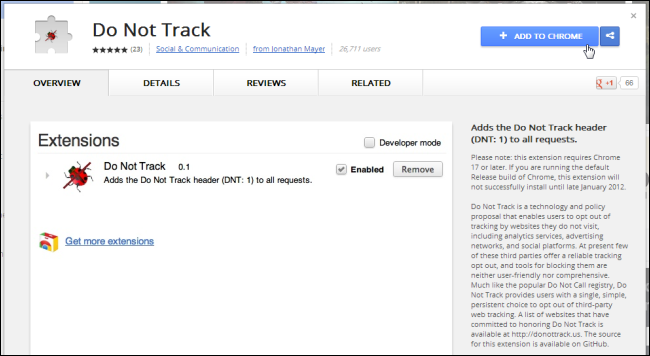 Do Not Track
(23) Social & Communication from Jonathan Mayer 26,711 users
ADD TO CHROME
OVERVIEW DETAILS REVIEWS RELATED
+1 66
Extensions
Developer mode
Do Not Track 0.1
Adds the Do Not Track header (DNT: 1) to all requests.
Enabled
Remove
Get more extensions
Adds the Do Not Track header
(DNT: 1) to all requests.
Please note: this extension requires Chrome
17 or later. If you are running the default
Release build of Chrome, this extension will
not successfully install until late January 2012.
Do Not Track is a technology and policy
proposal that enables users to opt out of
tracking by websites they do not visit,
including analytics services, advertising
networks, and social platforms. At present few
of these third parties offer a reliable tracking
opt out, and tools for blocking them are
neither user-friendly nor comprehensive.
Much like the popular Do Not Call registry, Do
Not Track provides users with a single, simple,
persistent choice to opt out of third-party
web tracking. A list of websites that have
committed to honoring Do Not Track is
available at http://donottrack.us. The source
for this extension is available on GitHub.